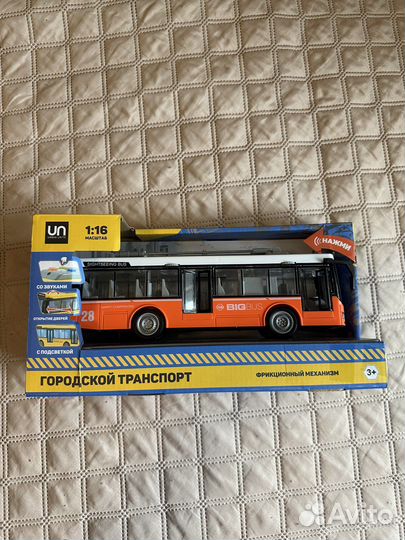 UN
1:16
МАСШТАБ
НАЖМИ
СО ЗВУКАМИ
SIGHTSEEING BUS
ОТКРЫТИЕ ДВЕРЕЙ
28
BIGBUS
С ПОДСВЕТКОЙ
ГОРОДСКОЙ ТРАНСПОРТ
ФРИКЦИОННЫЙ МЕХАНИЗМ
3+
Avito